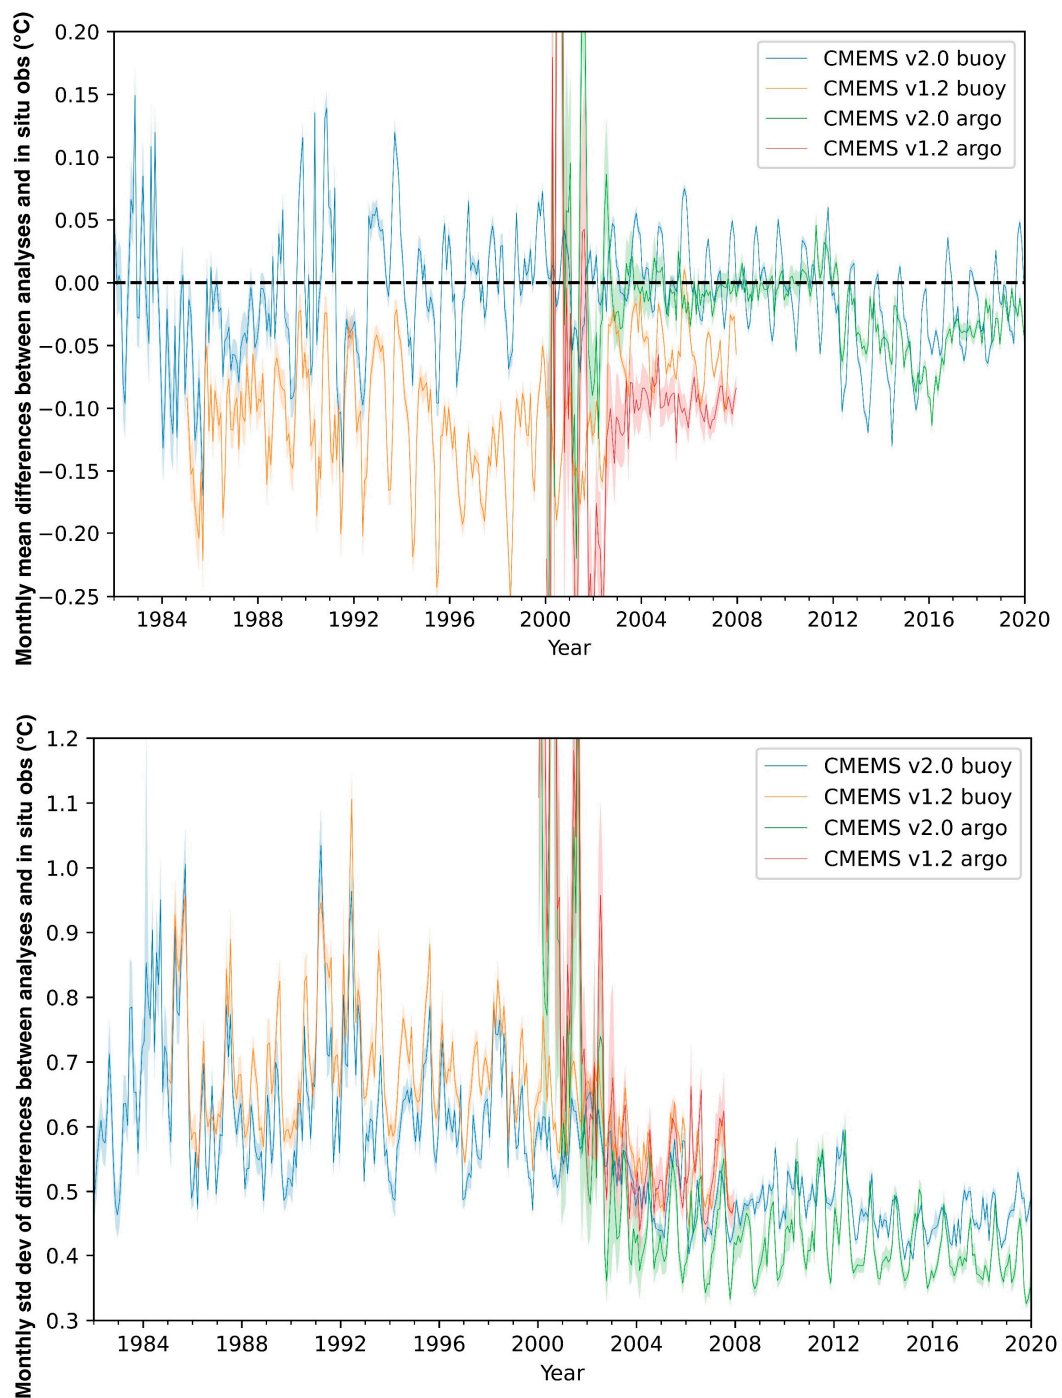 Monthly mean differences between analyses and in situ obs (°C)
0.20
0.15
0.10
0.05
0.00
−0.05
−0.10
−0.15
−0.20
−0.25
CMEMS v2.0 buoy
CMEMS v1.2 buoy
CMEMS v2.0 argo
CMEMS v1.2 argo
1984 1988 1992 1996 2000 2004 2008 2012 2016 2020
Year
Monthly std dev of differences between analyses and in situ obs (°C)
1.2
1.1
1.0
0.9
0.8
0.7
0.6
0.5
0.4
0.3
CMEMS v2.0 buoy
CMEMS v1.2 buoy
CMEMS v2.0 argo
CMEMS v1.2 argo
1984 1988 1992 1996 2000 2004 2008 2012 2016 2020
Year